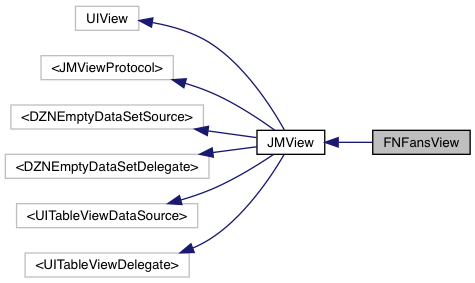 UIView
<JMViewProtocol>
<DZNEmptyDataSetSource>
JMView
FNFansView
<DZNEmptyDataSetDelegate>
<UITableViewDataSource>
<UITableViewDelegate>